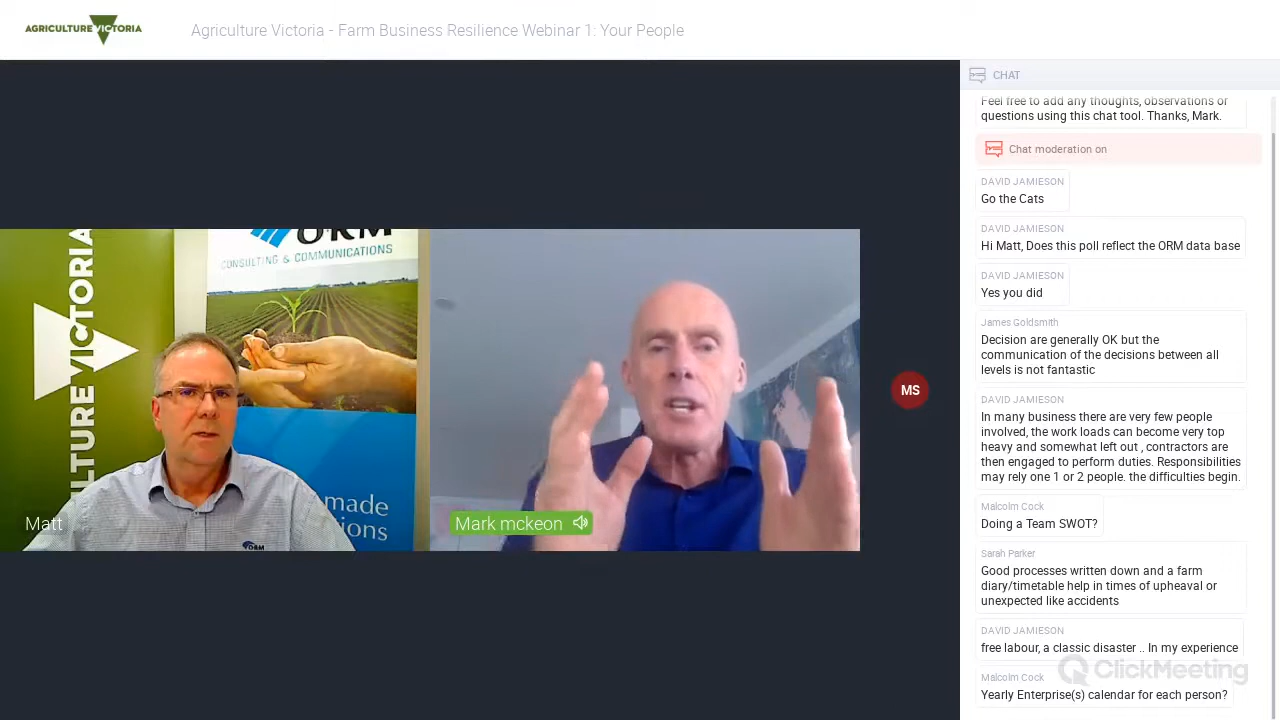 AGRICULTURE VICTORIA
Agriculture Victoria - Farm Business Resilience Webinar 1: Your People
CHAT
Feel free to add any thoughts, observations or
questions using this chat tool. Thanks, Mark.
Chat moderation on
DAVID JAMIESON
Go the Cats
DAVID JAMIESON
Hi Matt, Does this poll reflect the ORM data base
DAVID JAMIESON
Yes you did
James Goldsmith
Decision are generally OK but the
communication of the decisions between all
levels is not fantastic
DAVID JAMIESON
In many business there are very few people
involved, the work loads can become very top
heavy and somewhat left out , contractors are
then engaged to perform duties. Responsibilities
may rely one 1 or 2 people. the difficulties begin.
Malcolm Cock
Doing a Team SWOT?
Sarah Parker
Good processes written down and a farm
diary/timetable help in times of upheaval or
unexpected like accidents
DAVID JAMIESON
free labour, a classic disaster .. In my experience
Malcolm Cock
Yearly Enterprise(s) calendar for each person?
ClickMeeting
ULTURE VICTORIA
ORM
CONSULTING & COMMUNICATIONS
made
ions
ORM
Matt
Mark mckeon
MS